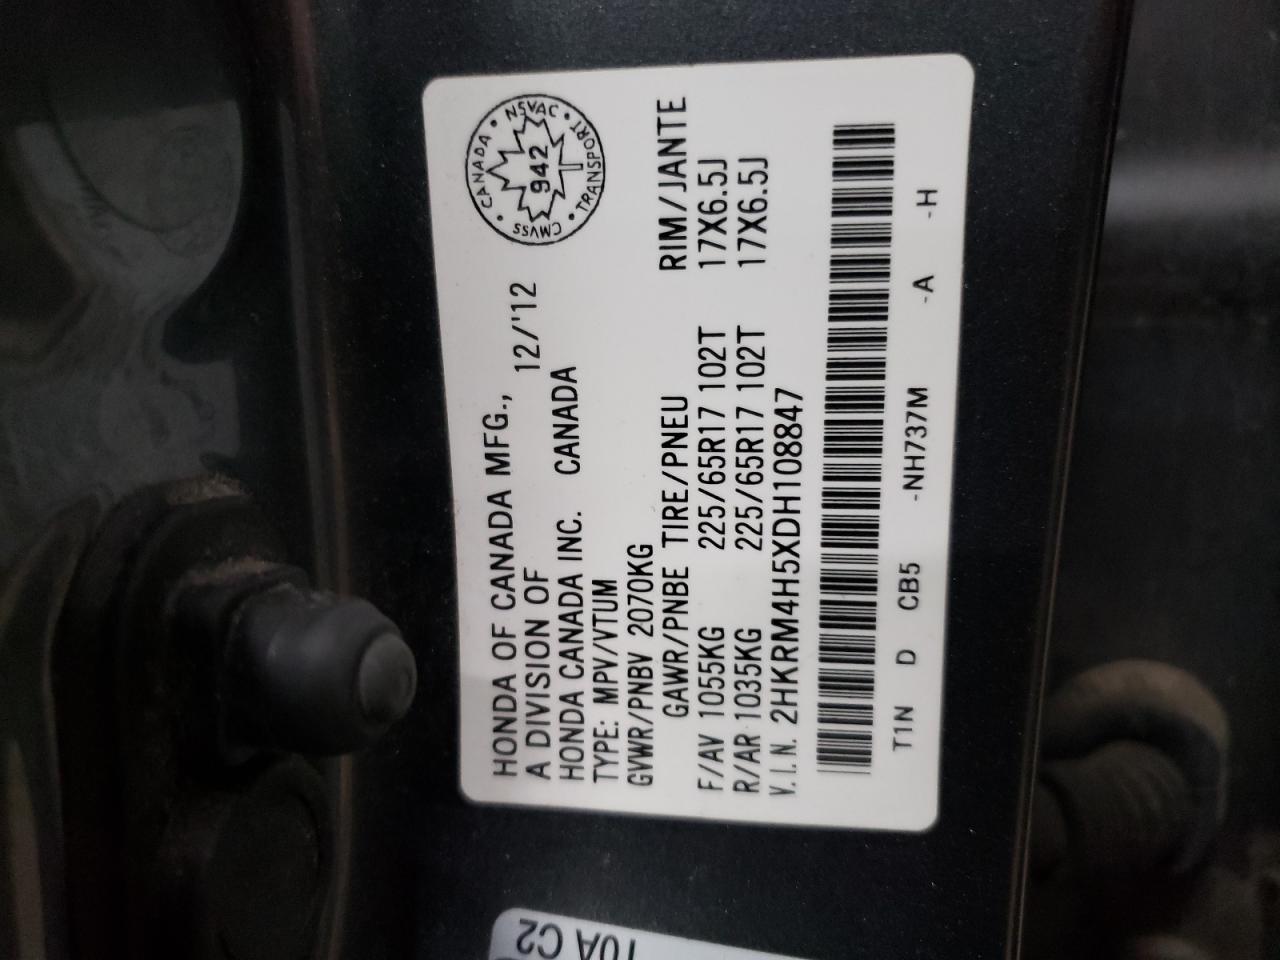 HONDA OF CANADA MFG.,
A DIVISION OF 12/'12
HONDA CANADA INC. CANADA
TYPE: MPV/VTUM
GVWR/PNBV 2070KG
GAWR/PNBE TIRE/PNEU RIM/JANTE
F/AV 1055KG 225/65R17 102T 17X6.5J
R/AR 1035KG 225/65R17 102T 17X6.5J
V.I.N. 2HKRM4H5XDH108847
T1N D CB5 -NH737M -A -H
CANADA • NSVAC • TRANSPORT • CMVSS •
942
10A C2